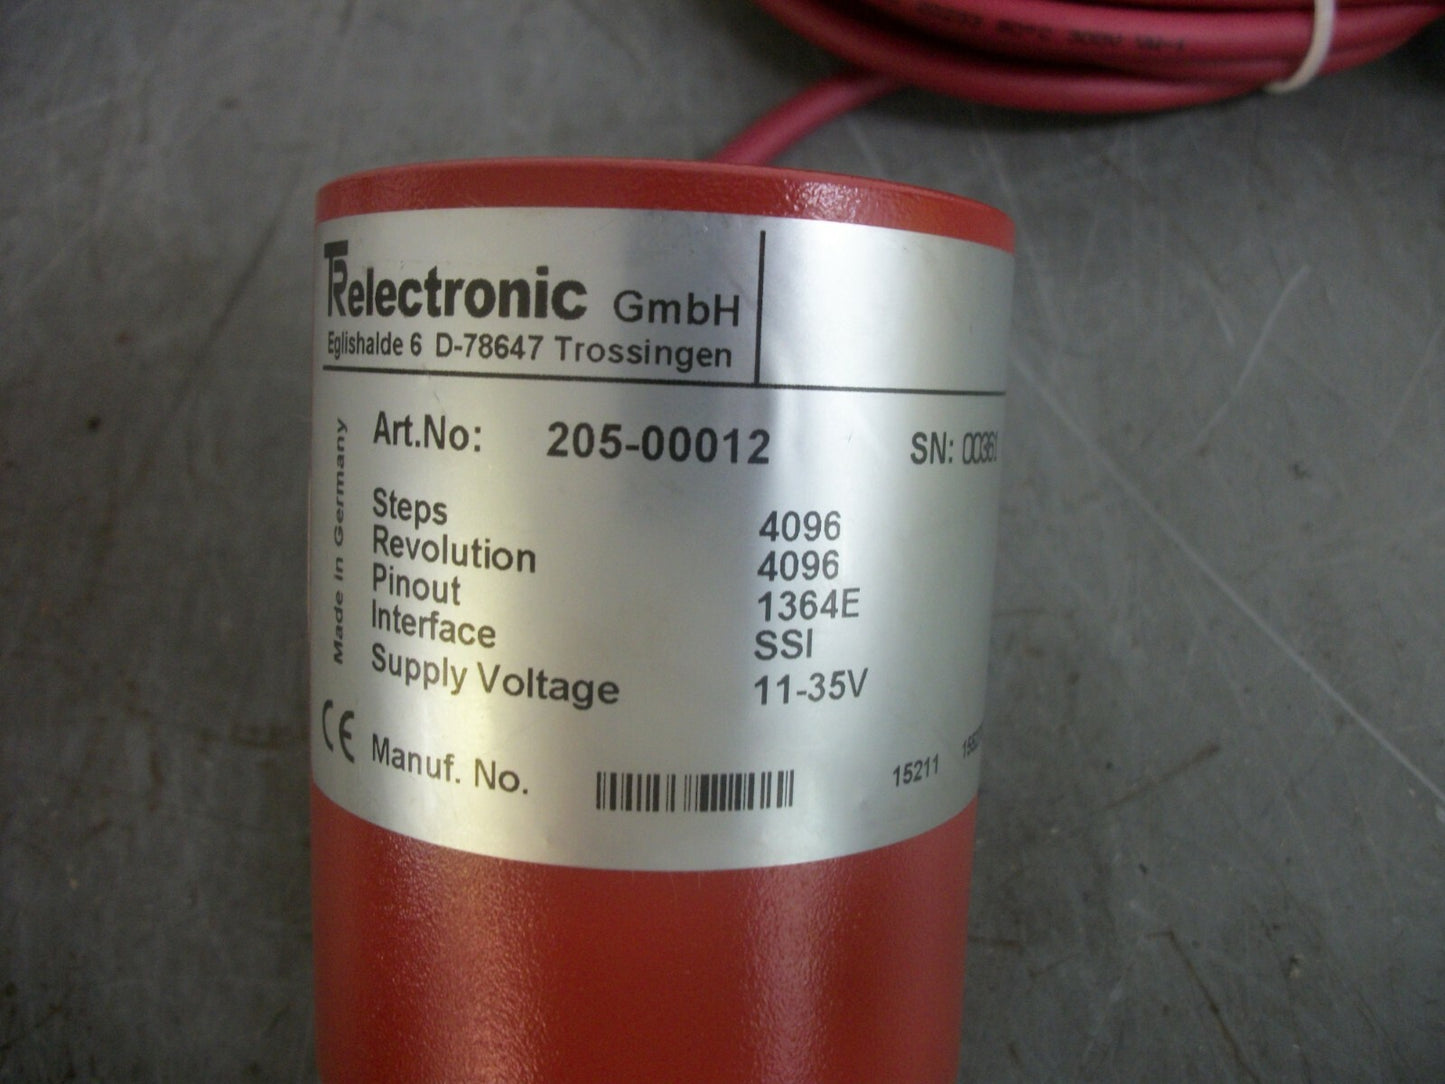 TRelectronic GmbH
Eglishalde 6 D-78647 Trossingen
Made in Germany
Art.No: 205-00012 SN:
Steps 4096
Revolution 4096
Pinout 1364E
Interface SSI
Supply Voltage 11-35V
CE Manuf. No. 15211